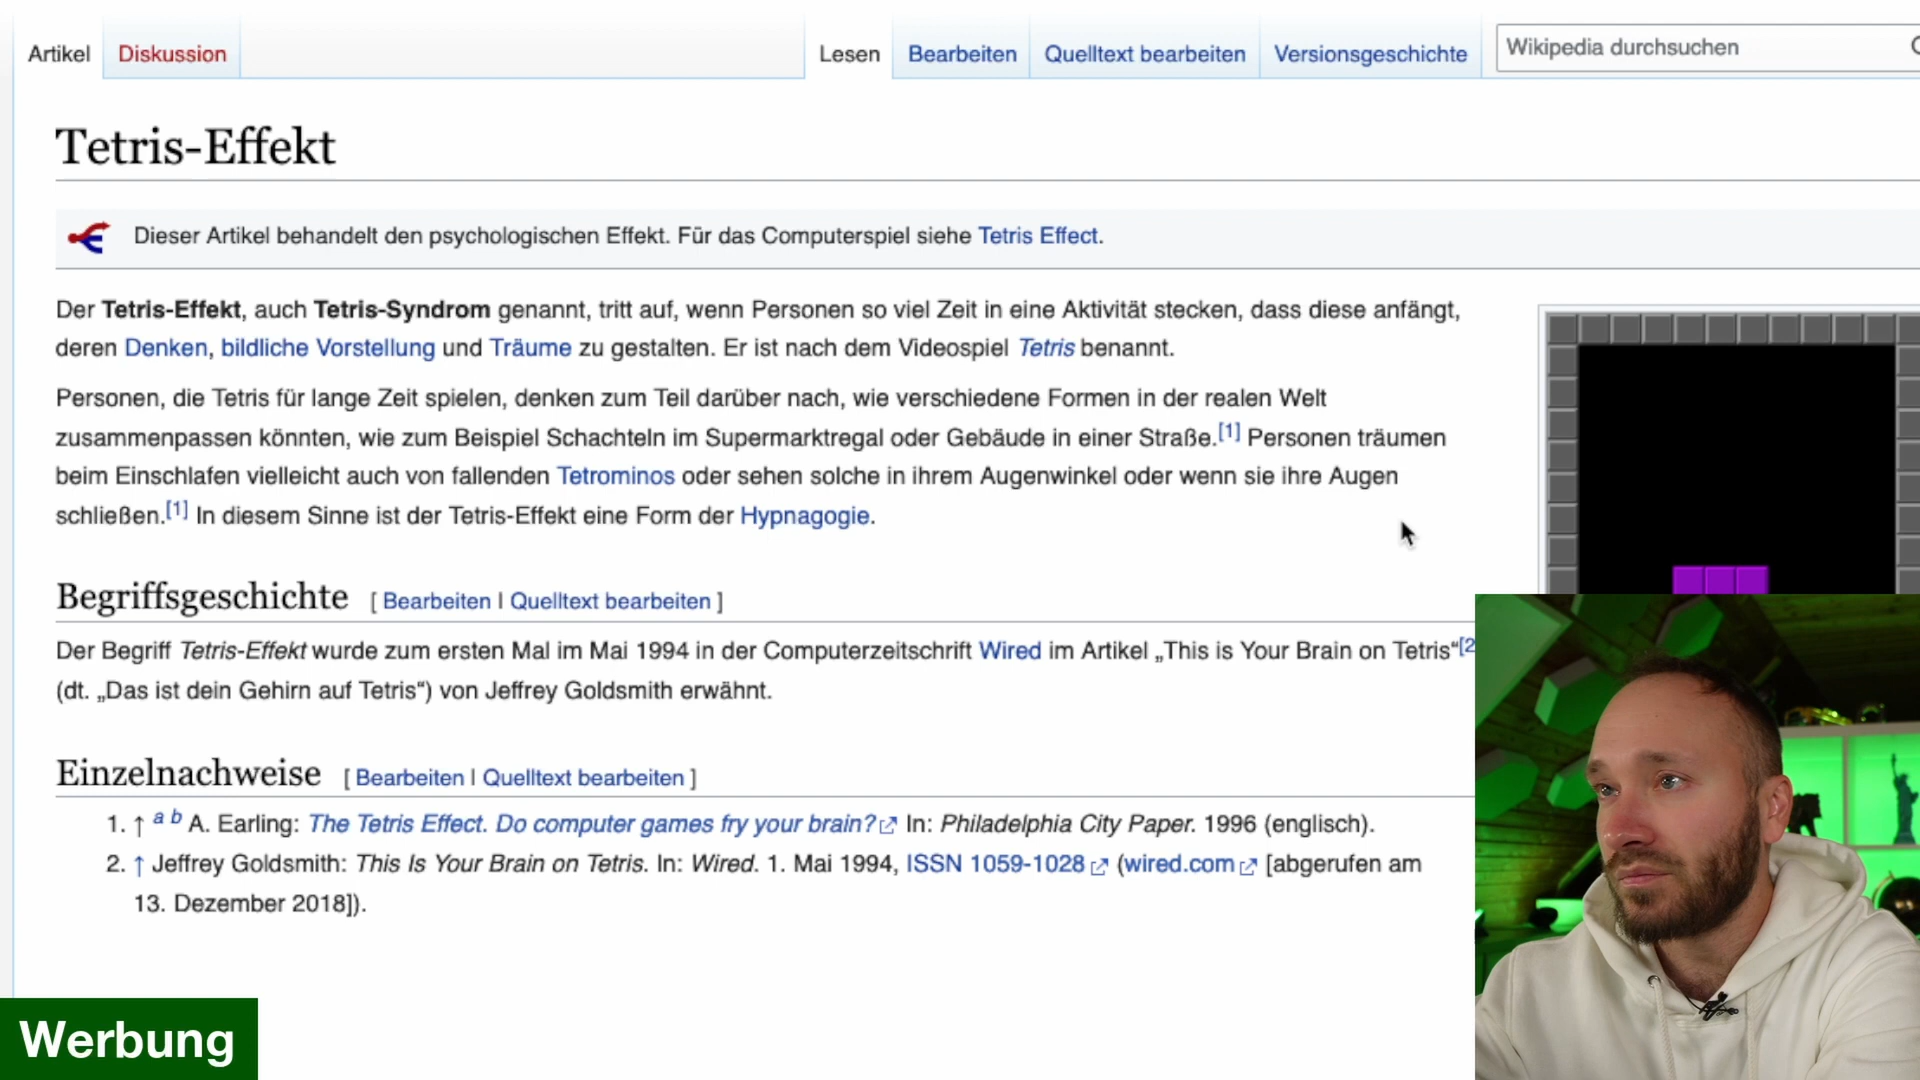 Artikel Diskussion Lesen Bearbeiten Quelltext bearbeiten Versionsgeschichte Wikipedia durchsuchen
Tetris-Effekt
Dieser Artikel behandelt den psychologischen Effekt. Für das Computerspiel siehe Tetris Effect.
Der Tetris-Effekt, auch Tetris-Syndrom genannt, tritt auf, wenn Personen so viel Zeit in eine Aktivität stecken, dass diese anfängt,
deren Denken, bildliche Vorstellung und Träume zu gestalten. Er ist nach dem Videospiel Tetris benannt.
Personen, die Tetris für lange Zeit spielen, denken zum Teil darüber nach, wie verschiedene Formen in der realen Welt
zusammenpassen könnten, wie zum Beispiel Schachteln im Supermarktregal oder Gebäude in einer Straße.[1] Personen träumen
beim Einschlafen vielleicht auch von fallenden Tetrominos oder sehen solche in ihrem Augenwinkel oder wenn sie ihre Augen
schließen.[1] In diesem Sinne ist der Tetris-Effekt eine Form der Hypnagogie.
Begriffsgeschichte [ Bearbeiten | Quelltext bearbeiten ]
Der Begriff Tetris-Effekt wurde zum ersten Mal im Mai 1994 in der Computerzeitschrift Wired im Artikel „This is Your Brain on Tetris“[2
(dt. „Das ist dein Gehirn auf Tetris“) von Jeffrey Goldsmith erwähnt.
Einzelnachweise [ Bearbeiten | Quelltext bearbeiten ]
1. ↑ a b A. Earling: The Tetris Effect. Do computer games fry your brain? In: Philadelphia City Paper. 1996 (englisch).
2. ↑ Jeffrey Goldsmith: This Is Your Brain on Tetris. In: Wired. 1. Mai 1994, ISSN 1059-1028 (wired.com [abgerufen am
13. Dezember 2018]).
Werbung